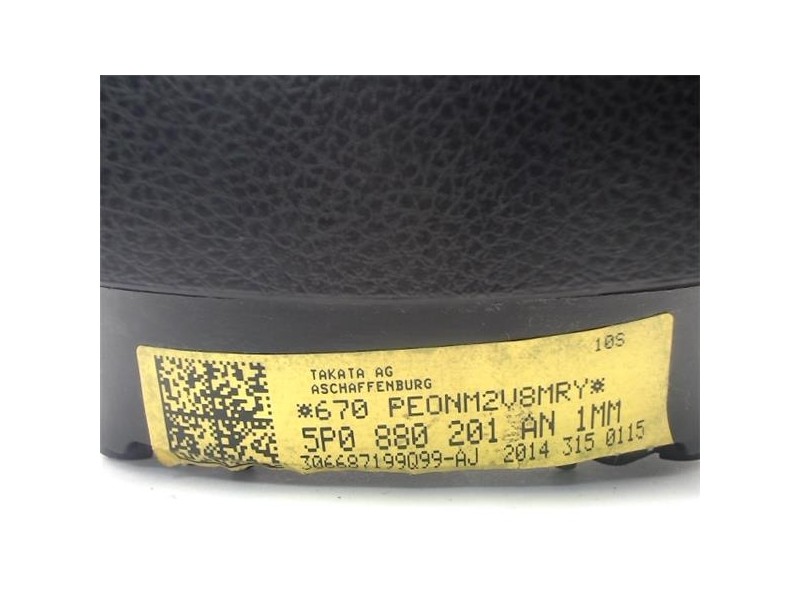 10S
TAKATA AG
ASCHAFFENBURG
*670 PEONM2V8MRY*
5P0 880 201 AN 1MM
306687199Q99-AJ 2014 315 0115